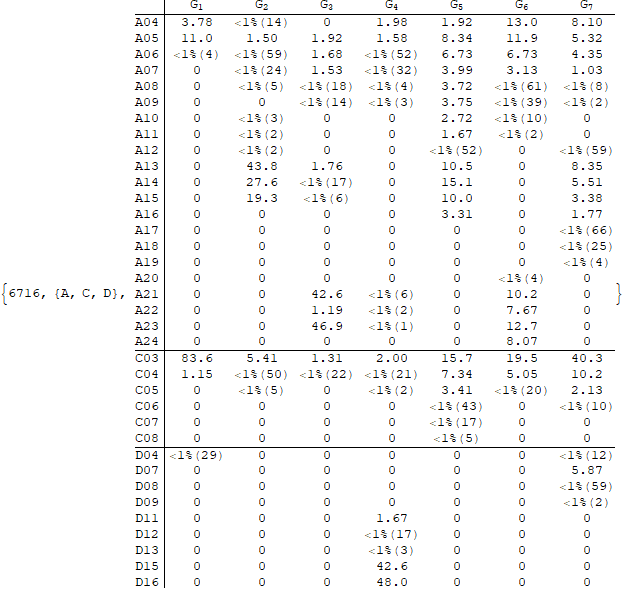 G1 G2 G3 G4 G5 G6 G7
A04 3.78 <1%(14) 0 1.98 1.92 13.0 8.10
A05 11.0 1.50 1.92 1.58 8.34 11.9 5.32
A06 <1%(4) <1%(59) 1.68 <1%(52) 6.73 6.73 4.35
A07 0 <1%(24) 1.53 <1%(32) 3.99 3.13 1.03
A08 0 <1%(5) <1%(18) <1%(4) 3.72 <1%(61) <1%(8)
A09 0 0 <1%(14) <1%(3) 3.75 <1%(39) <1%(2)
A10 0 <1%(3) 0 0 2.72 <1%(10) 0
A11 0 <1%(2) 0 0 1.67 <1%(2) 0
A12 0 <1%(2) 0 0 <1%(52) 0 <1%(59)
A13 0 43.8 1.76 0 10.5 0 8.35
A14 0 27.6 <1%(17) 0 15.1 0 5.51
A15 0 19.3 <1%(6) 0 10.0 0 3.38
A16 0 0 0 0 3.31 0 1.77
A17 0 0 0 0 0 0 <1%(66)
A18 0 0 0 0 0 0 <1%(25)
A19 0 0 0 0 0 0 <1%(4)
A20 0 0 0 0 0 <1%(4) 0
{6716, {A, C, D}, A21 0 0 42.6 <1%(6) 0 10.2 0 }
A22 0 0 1.19 <1%(2) 0 7.67 0
A23 0 0 46.9 <1%(1) 0 12.7 0
A24 0 0 0 0 0 8.07 0
C03 83.6 5.41 1.31 2.00 15.7 19.5 40.3
C04 1.15 <1%(50) <1%(22) <1%(21) 7.34 5.05 10.2
C05 0 <1%(5) 0 <1%(2) 3.41 <1%(20) 2.13
C06 0 0 0 0 <1%(43) 0 <1%(10)
C07 0 0 0 0 <1%(17) 0 0
C08 0 0 0 0 <1%(5) 0 0
D04 <1%(29) 0 0 0 0 0 <1%(12)
D07 0 0 0 0 0 0 5.87
D08 0 0 0 0 0 0 <1%(59)
D09 0 0 0 0 0 0 <1%(2)
D11 0 0 0 1.67 0 0 0
D12 0 0 0 <1%(17) 0 0 0
D13 0 0 0 <1%(3) 0 0 0
D15 0 0 0 42.6 0 0 0
D16 0 0 0 48.0 0 0 0